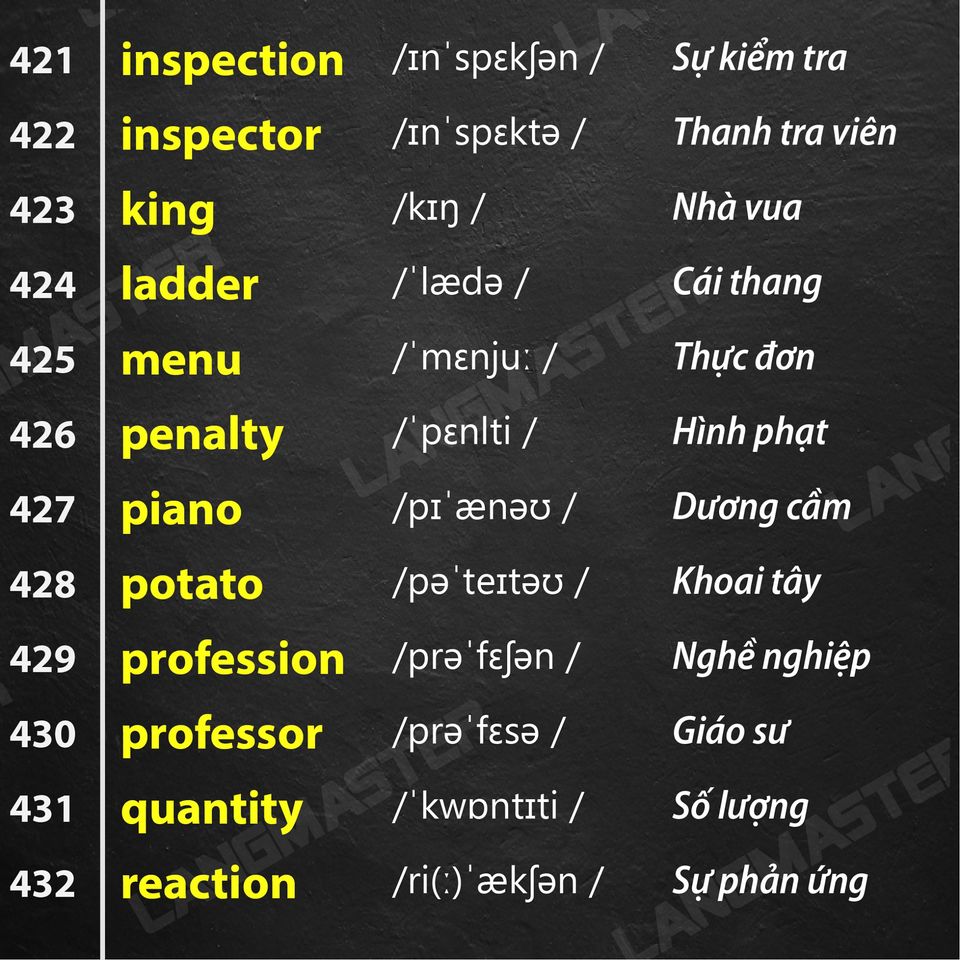 421 inspection /ɪnˈspɛkʃən / Sự kiểm tra
422 inspector /ɪnˈspɛktə / Thanh tra viên
423 king /kɪŋ / Nhà vua
424 ladder /ˈlædə / Cái thang
425 menu /ˈmɛnjuː / Thực đơn
426 penalty /ˈpɛnlti / Hình phạt
427 piano /pɪˈænəʊ / Dương cầm
428 potato /pəˈteɪtəʊ / Khoai tây
429 profession /prəˈfɛʃən / Nghề nghiệp
430 professor /prəˈfɛsə / Giáo sư
431 quantity /ˈkwɒntɪti / Số lượng
432 reaction /ri(ː)ˈækʃən / Sự phản ứng
LANGMASTER
LANGMASTER
LANGMASTER